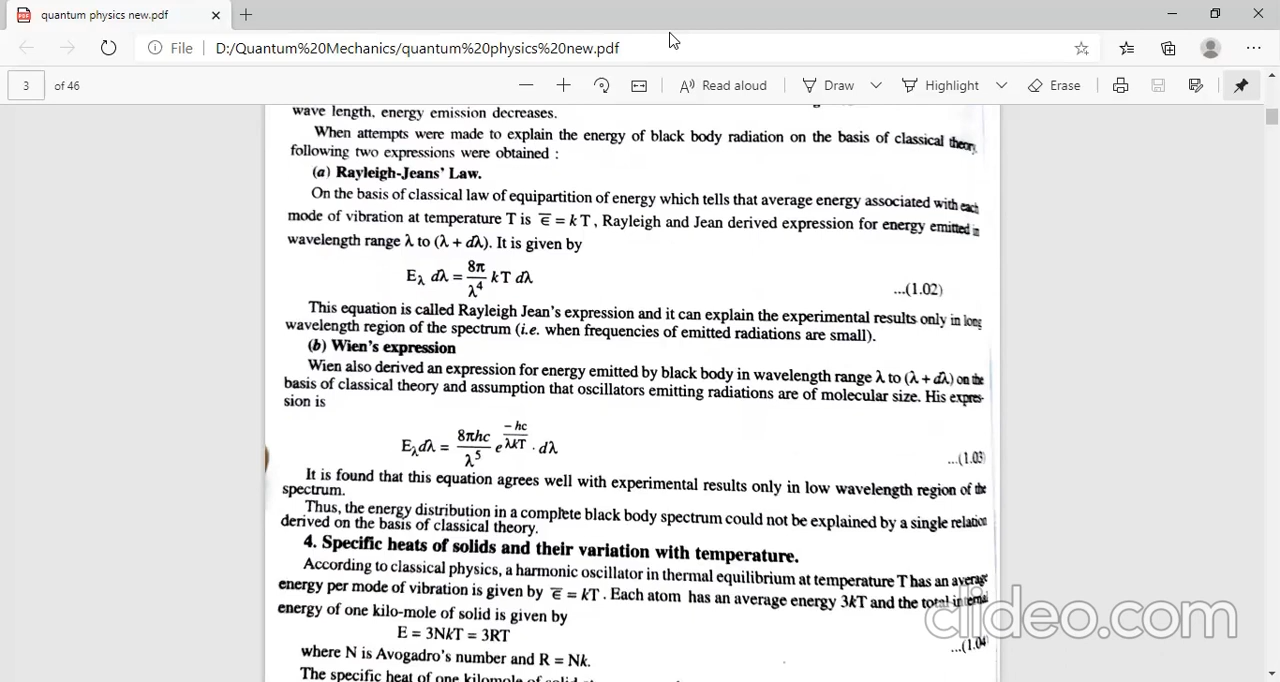 quantum physics new.pdf
File D:/Quantum%20Mechanics/quantum%20physics%20new.pdf
3 of 46 Read aloud Draw Highlight Erase
wave length, energy emission decreases.
When attempts were made to explain the energy of black body radiation on the basis of classical theory,
following two expressions were obtained :
(a) Rayleigh-Jeans' Law.
On the basis of classical law of equipartition of energy which tells that average energy associated with each
mode of vibration at temperature T is ϵ̅ = k T, Rayleigh and Jean derived expression for energy emitted in
wavelength range λ to (λ + dλ). It is given by
E_λ dλ = 8π/λ⁴ kT dλ ...(1.02)
This equation is called Rayleigh Jean's expression and it can explain the experimental results only in long
wavelength region of the spectrum (i.e. when frequencies of emitted radiations are small).
(b) Wien's expression
Wien also derived an expression for energy emitted by black body in wavelength range λ to (λ + dλ) on the
basis of classical theory and assumption that oscillators emitting radiations are of molecular size. His expres-
sion is
E_λdλ = 8πhc/λ⁵ e^(-hc/λkT) · dλ ...(1.03)
It is found that this equation agrees well with experimental results only in low wavelength region of the
spectrum.
Thus, the energy distribution in a complete black body spectrum could not be explained by a single relation
derived on the basis of classical theory.
4. Specific heats of solids and their variation with temperature.
According to classical physics, a harmonic oscillator in thermal equilibrium at temperature T has an average
energy per mode of vibration is given by ϵ̅ = kT. Each atom has an average energy 3kT and the total internal
energy of one kilo-mole of solid is given by
E = 3NkT = 3RT ...(1.04
where N is Avogadro's number and R = Nk.
The specific heat of one kilomole of solid
clideo.com